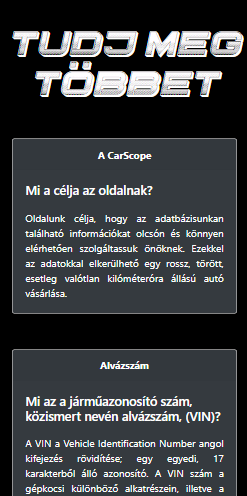 TUDJ MEG
TÖBBET
A CarScope
Mi a célja az oldalnak?
Oldalunk célja, hogy az adatbázisunkan
található információkat olcsón és könnyen
elérhetően szolgáltassuk önöknek. Ezekkel
az adatokkal elkerülhető egy rossz, törött,
esetleg valótlan kilóméteróra állású autó
vásárlása.
Alvázszám
Mi az a járműazonosító szám,
közismert nevén alvázszám, (VIN)?
A VIN a Vehicle Identification Number angol
kifejezés rövidítése; egy egyedi, 17
karakterből álló azonosító. A VIN szám a
gépkocsi különböző alkatrészein, illetve a